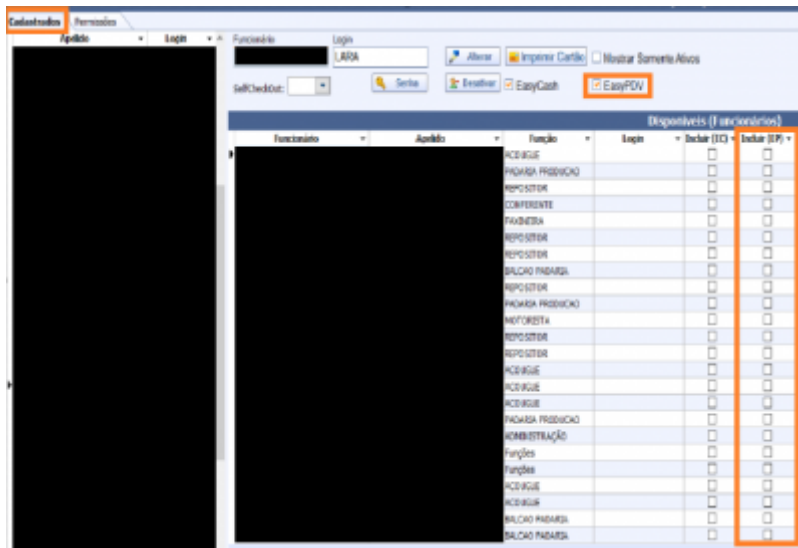 Cadastrados Permissões
Apelido Login Funcionário Login
LARA Alterar Imprimir Cartão Mostrar Somente Ativos
SelfCheckOut: Senha Desativar EasyCash EasyPDV
Disponíveis (Funcionários)
Funcionário Apelido Função Login Incluir (EC) Incluir (EP)
ACOUGUE
PADARIA PRODUCAO
REPOSITOR
CONFERENTE
FAXINEIRA
REPOSITOR
REPOSITOR
BALCAO PADARIA
REPOSITOR
PADARIA PRODUCAO
MOTORISTA
REPOSITOR
REPOSITOR
ACOUGUE
ACOUGUE
ACOUGUE
PADARIA PRODUCAO
ADMINISTRAÇÃO
Funções
Funções
ACOUGUE
ACOUGUE
BALCAO PADARIA
BALCAO PADARIA